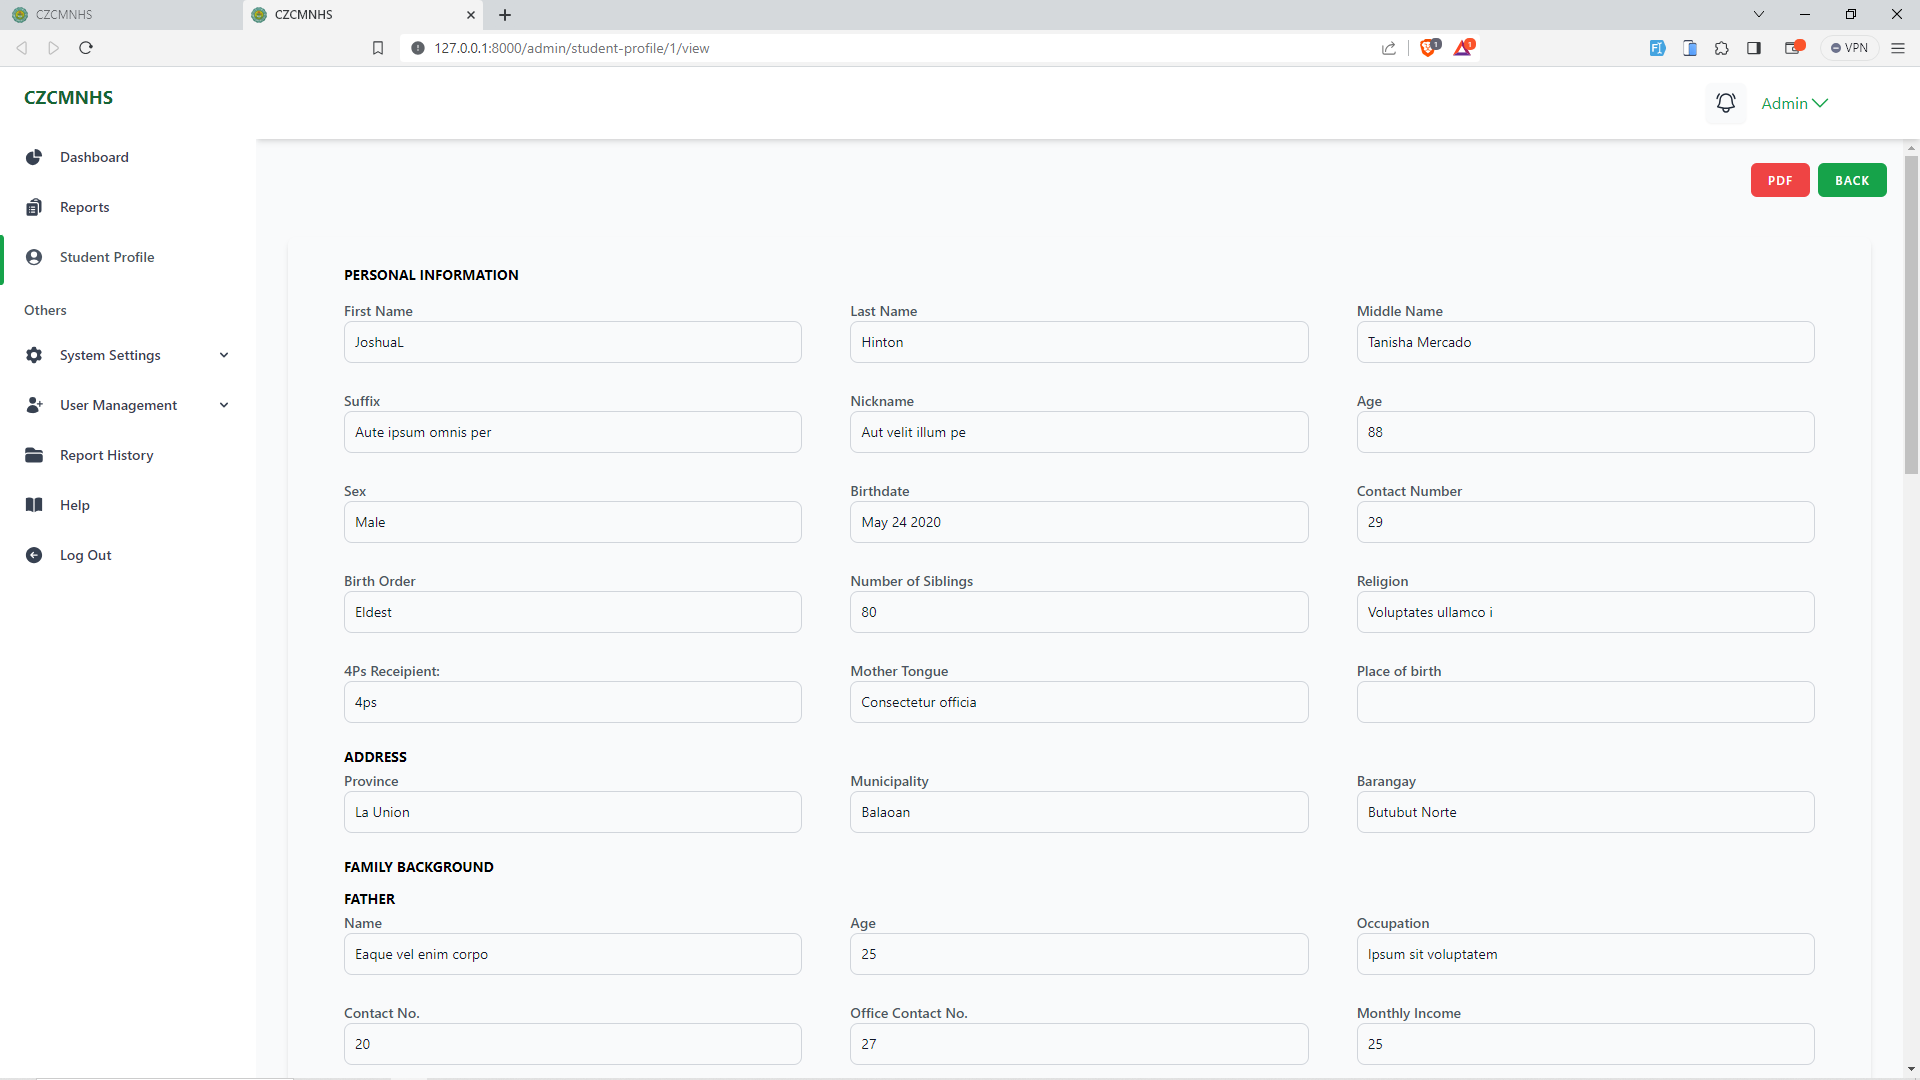 CZCMNHS
CZCMNHS
127.0.0.1:8000/admin/student-profile/1/view
1
1
VPN
CZCMNHS
Admin
Dashboard
Reports
Student Profile
Others
System Settings
User Management
Report History
Help
Log Out
PDF
BACK
PERSONAL INFORMATION
First Name
Last Name
Middle Name
JoshuaL
Hinton
Tanisha Mercado
Suffix
Nickname
Age
Aute ipsum omnis per
Aut velit illum pe
88
Sex
Birthdate
Contact Number
Male
May 24 2020
29
Birth Order
Number of Siblings
Religion
Eldest
80
Voluptates ullamco i
4Ps Receipient:
Mother Tongue
Place of birth
4ps
Consectetur officia
ADDRESS
Province
Municipality
Barangay
La Union
Balaoan
Butubut Norte
FAMILY BACKGROUND
FATHER
Name
Age
Occupation
Eaque vel enim corpo
25
Ipsum sit voluptatem
Contact No.
Office Contact No.
Monthly Income
20
27
25